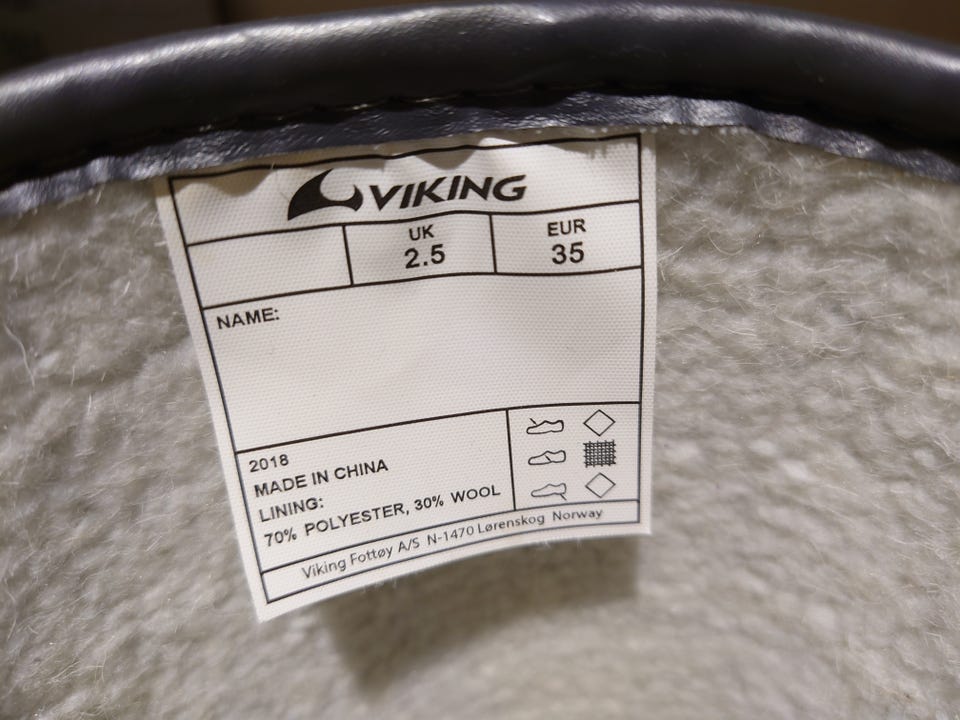 VIKING
UK
2.5
EUR
35
NAME:
2018
MADE IN CHINA
LINING:
70% POLYESTER, 30% WOOL
Viking Fottøy A/S N-1470 Lørenskog Norway